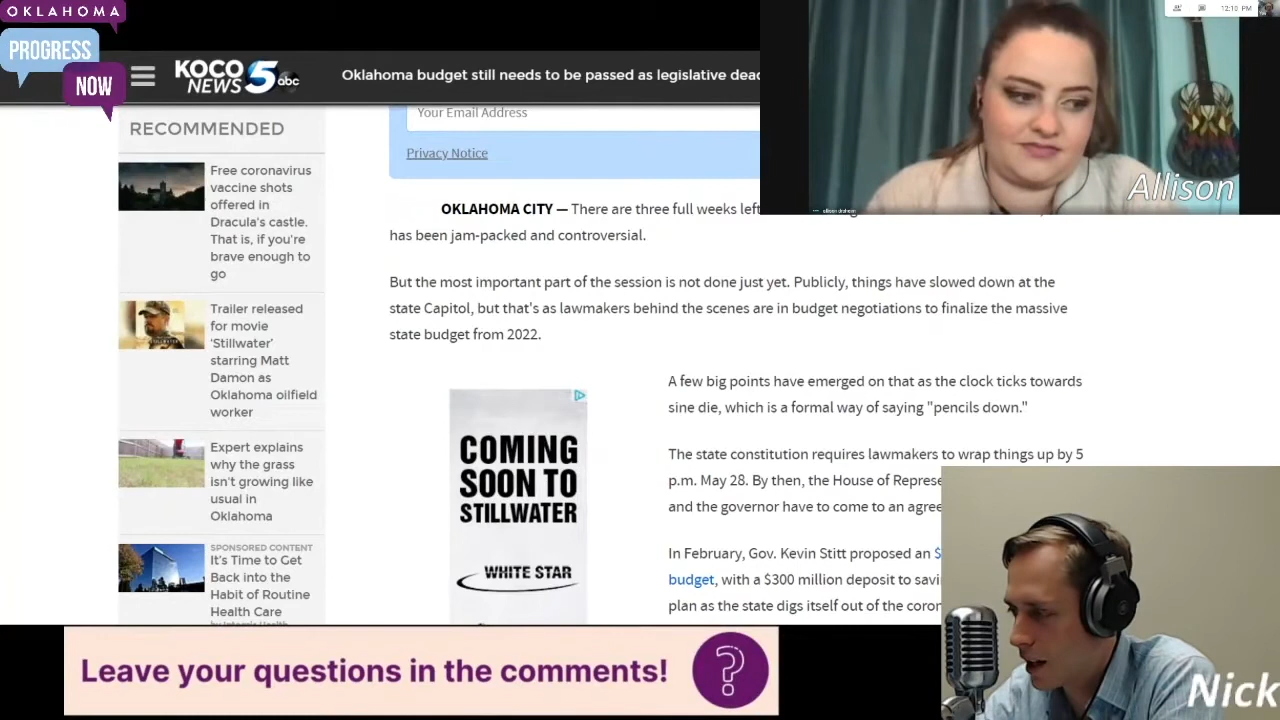 OKLAHOMA
PROGRESS
NOW
KOCO
NEWS 5 abc
Oklahoma budget still needs to be passed as legislative
12:10 PM
Your Email Address
Privacy Notice
Allison
RECOMMENDED
Free coronavirus
vaccine shots
offered in
Dracula's castle.
That is, if you're
brave enough to
go
Trailer released
for movie
'Stillwater'
starring Matt
Damon as
Oklahoma oilfield
worker
Expert explains
why the grass
isn't growing like
usual in
Oklahoma
SPONSORED CONTENT
It's Time to Get
Back into the
Habit of Routine
Health Care
OKLAHOMA CITY — There are three full weeks left
has been jam-packed and controversial.
But the most important part of the session is not done just yet. Publicly, things have slowed down at the
state Capitol, but that's as lawmakers behind the scenes are in budget negotiations to finalize the massive
state budget from 2022.
A few big points have emerged on that as the clock ticks towards
sine die, which is a formal way of saying "pencils down."
The state constitution requires lawmakers to wrap things up by 5
p.m. May 28. By then, the House of
and the governor have to come to an
In February, Gov. Kevin Stitt proposed an $
budget, with a $300 million deposit to
plan as the state digs itself out of the
COMING
SOON TO
STILLWATER
WHITE STAR
Leave your questions in the comments!
?
Nick